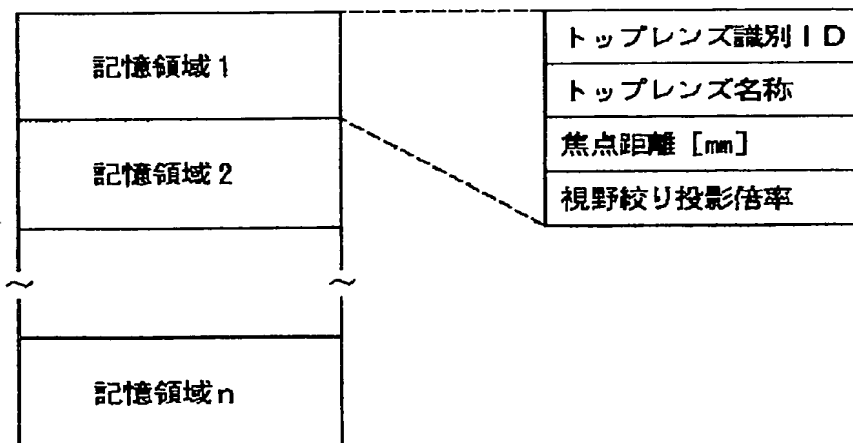 記憶領域1
記憶領域2
記憶領域n
トップレンズ識別ID
トップレンズ名称
焦点距離［mm］
視野絞り投影倍率